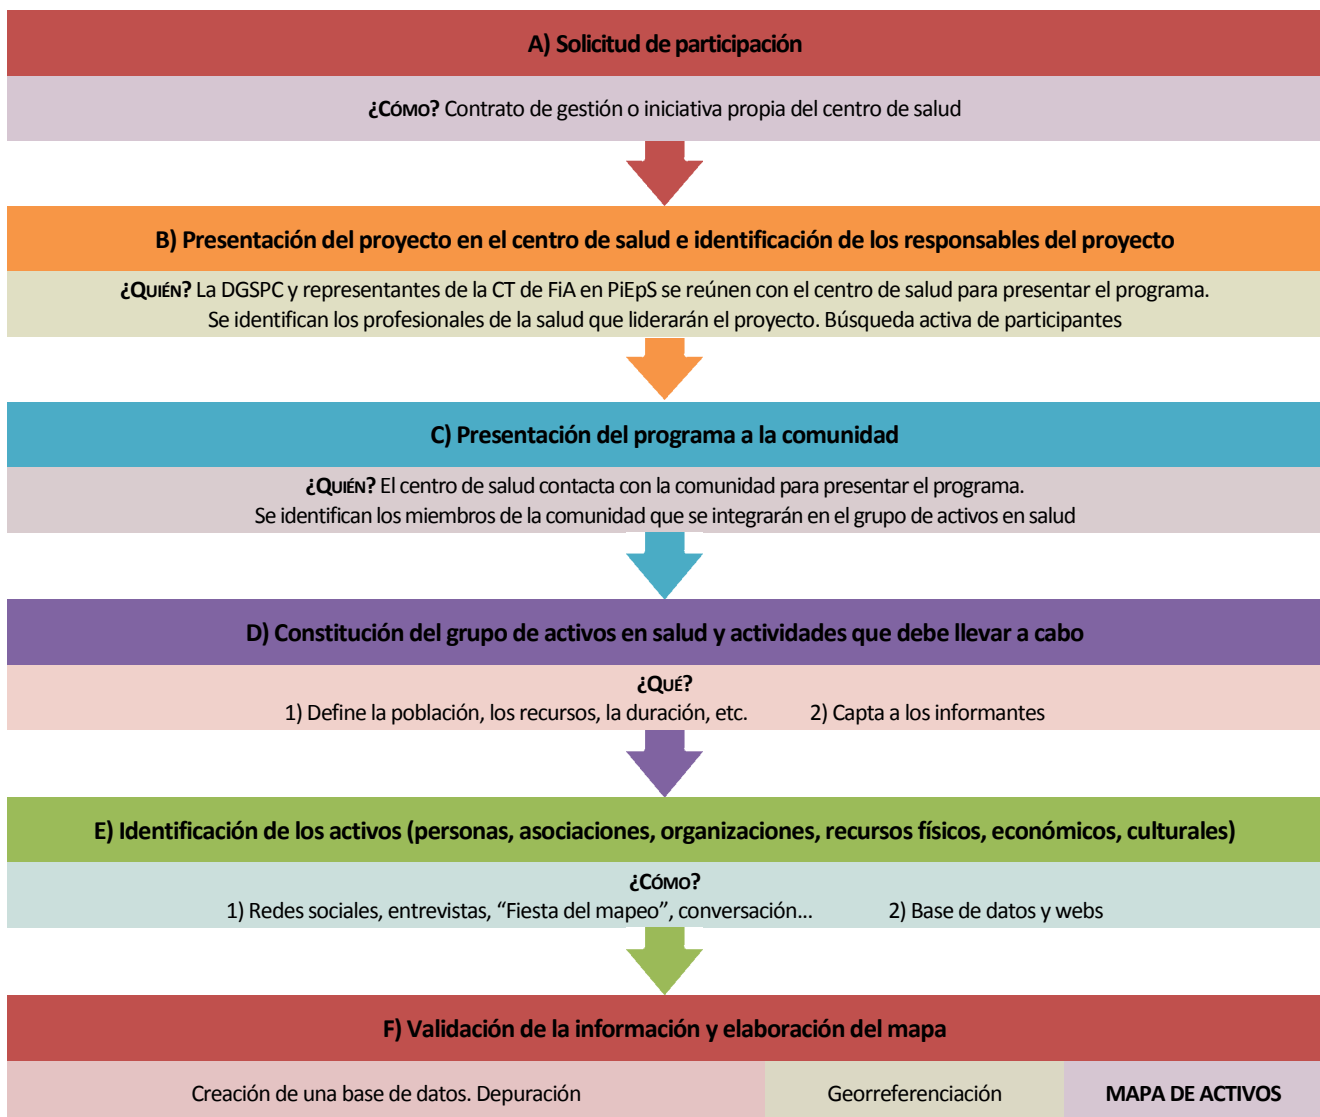 A) Solicitud de participación
¿CÓMO? Contrato de gestión o iniciativa propia del centro de salud
B) Presentación del proyecto en el centro de salud e identificación de los responsables del proyecto
¿QUIÉN? La DGSPC y representantes de la CT de FiA en PiEpS se reúnen con el centro de salud para presentar el programa.
Se identifican los profesionales de la salud que liderarán el proyecto. Búsqueda activa de participantes
C) Presentación del programa a la comunidad
¿QUIÉN? El centro de salud contacta con la comunidad para presentar el programa.
Se identifican los miembros de la comunidad que se integrarán en el grupo de activos en salud
D) Constitución del grupo de activos en salud y actividades que debe llevar a cabo
¿QUÉ?
1) Define la población, los recursos, la duración, etc. 2) Capta a los informantes
E) Identificación de los activos (personas, asociaciones, organizaciones, recursos físicos, económicos, culturales)
¿CÓMO?
1) Redes sociales, entrevistas, “Fiesta del mapeo”, conversación... 2) Base de datos y webs
F) Validación de la información y elaboración del mapa
Creación de una base de datos. Depuración Georreferenciación MAPA DE ACTIVOS